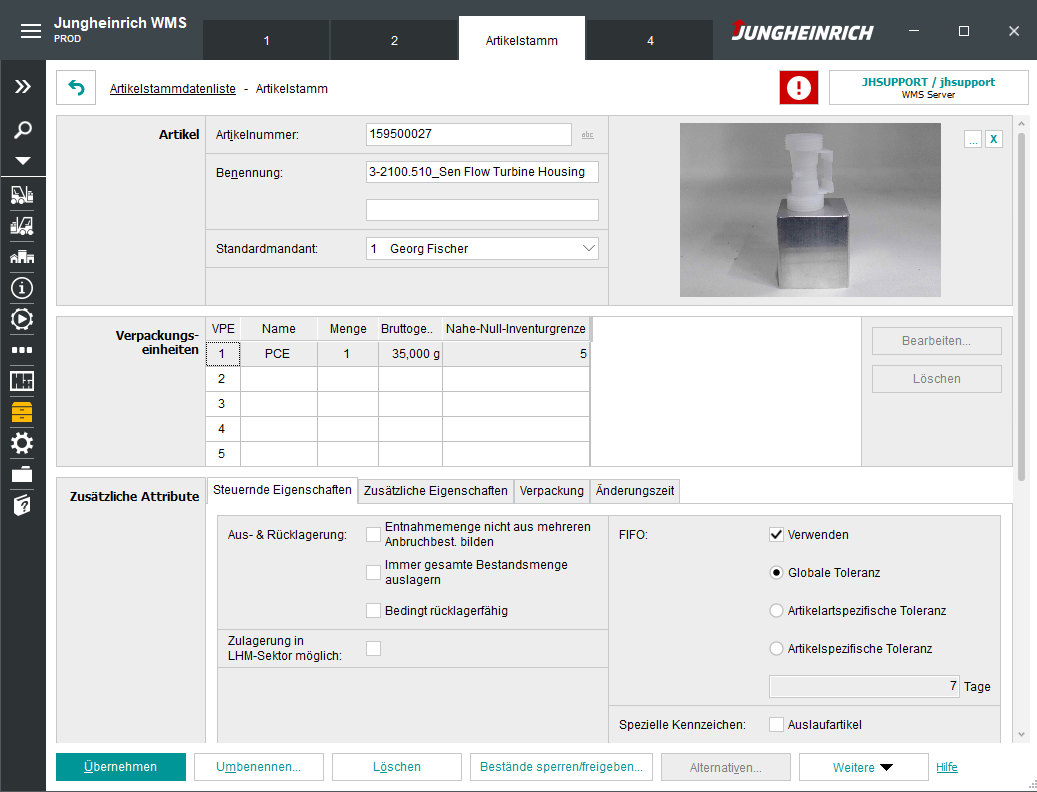 Jungheinrich WMS
PROD
1
2
Artikelstamm
4
JUNGHEINRICH
Artikelstammdatenliste - Artikelstamm
JHSUPPORT / jhsupport
WMS Server
Artikel
Artikelnummer:
159500027
abc
...
X
Benennung:
3-2100.510_Sen Flow Turbine Housing
Standardmandant:
1 Georg Fischer
Verpackungs-
einheiten
VPE Name Menge Bruttoge.. Nahe-Null-Inventurgrenze
1 PCE 1 35,000 g 5
2
3
4
5
Bearbeiten...
Löschen
Zusätzliche Attribute
Steuernde Eigenschaften Zusätzliche Eigenschaften Verpackung Änderungszeit
Aus- & Rücklagerung:
Entnahmemenge nicht aus mehreren
Anbruchbest. bilden
Immer gesamte Bestandsmenge
auslagern
Bedingt rücklagerfähig
Zulagerung in
LHM-Sektor möglich:
FIFO:
Verwenden
Globale Toleranz
Artikelartspezifische Toleranz
Artikelspezifische Toleranz
7 Tage
Spezielle Kennzeichen:
Auslaufartikel
Übernehmen
Umbenennen...
Löschen
Bestände sperren/freigeben...
Alternativen...
Weitere
Hilfe